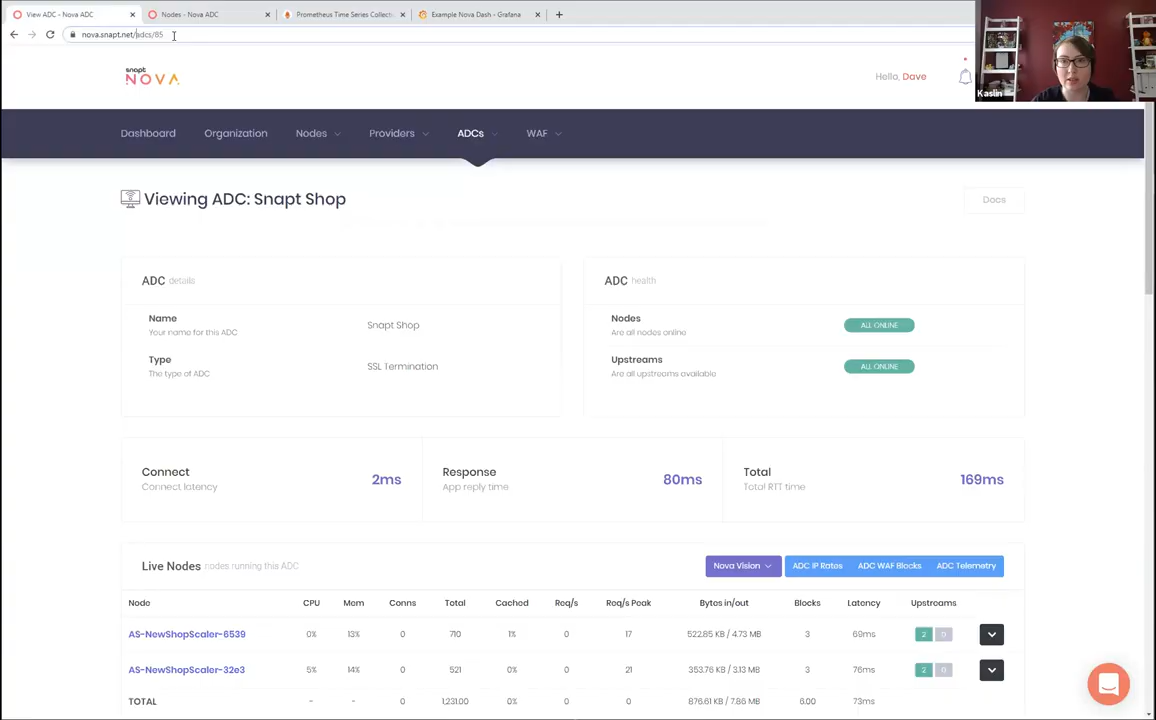 View ADC - Nova ADC
Nodes - Nova ADC
Prometheus Time Series Collecti
Example Nova Dash - Grafana
nova.snapt.net/adcs/85
Kaslin
snapt
NOVA
Hello, Dave
Dashboard
Organization
Nodes
Providers
ADCs
WAF
Viewing ADC: Snapt Shop
Docs
ADC details
Name
Your name for this ADC
Snapt Shop
Type
The type of ADC
SSL Termination
ADC health
Nodes
Are all nodes online
ALL ONLINE
Upstreams
Are all upstreams available
ALL ONLINE
Connect
Connect latency
2ms
Response
App reply time
80ms
Total
Total RTT time
169ms
Live Nodes nodes running this ADC
Nova Vision
ADC IP Rates
ADC WAF Blocks
ADC Telemetry
Node CPU Mem Conns Total Cached Req/s Req/s Peak Bytes in/out Blocks Latency Upstreams
AS-NewShopScaler-6539 0% 13% 0 710 1% 0 17 522.85 KB / 4.73 MB 3 69ms 2 0
AS-NewShopScaler-32e3 5% 14% 0 521 0% 0 21 353.76 KB / 3.13 MB 3 76ms 2 0
TOTAL - - 0 1,231.00 0% 0 0 876.61 KB / 7.86 MB 6.00 73ms